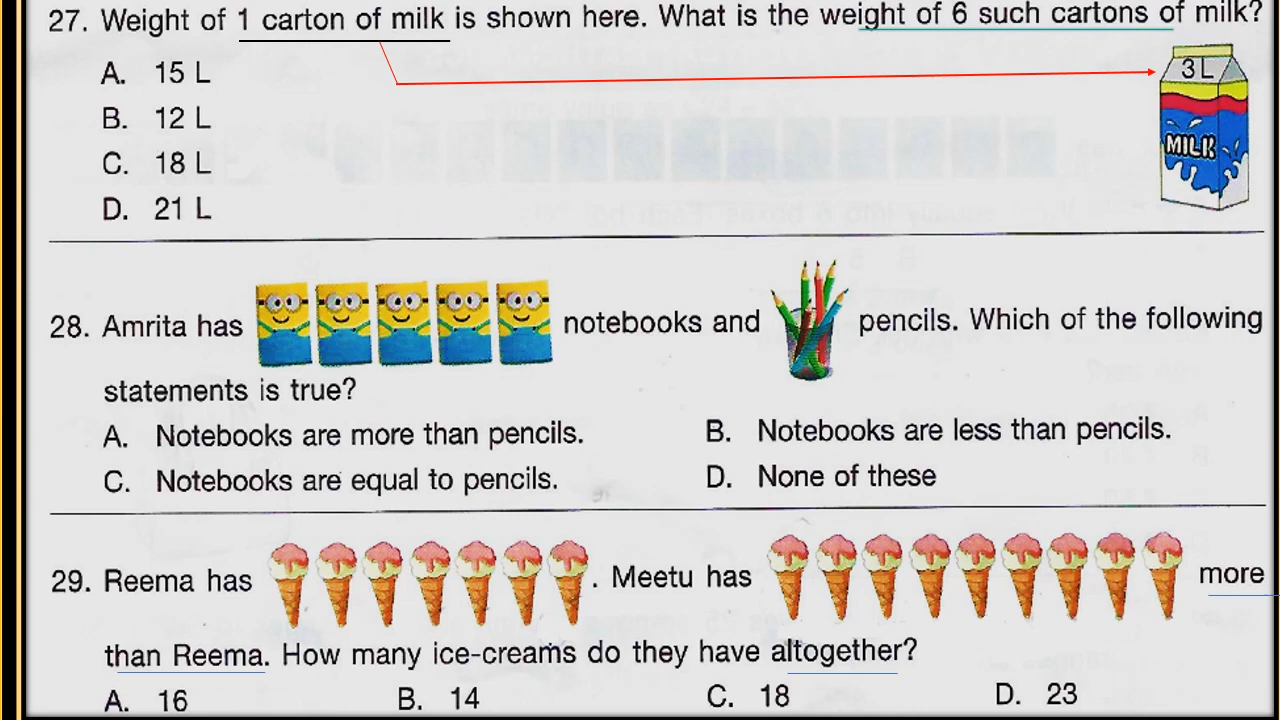 27. Weight of 1 carton of milk is shown here. What is the weight of 6 such cartons of milk?
3 L
A. 15 L
B. 12 L
C. 18 L
MILK
D. 21 L
28. Amrita has notebooks and pencils. Which of the following
statements is true?
A. Notebooks are more than pencils. B. Notebooks are less than pencils.
C. Notebooks are equal to pencils. D. None of these
29. Reema has . Meetu has more
than Reema. How many ice-creams do they have altogether?
A. 16 B. 14 C. 18 D. 23